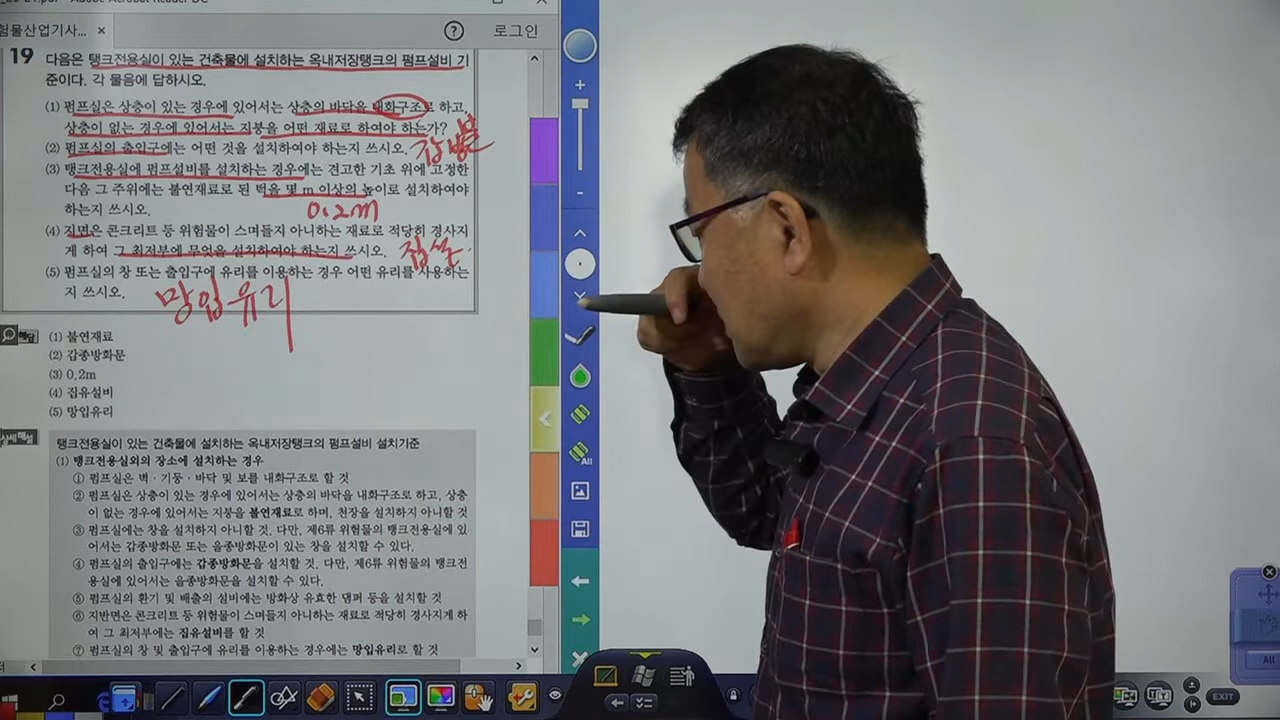 험물산업기사...
로그인
19 다음은 탱크전용실이 있는 건축물에 설치하는 옥내저장탱크의 펌프설비 기
준이다. 각 물음에 답하시오.
(1) 펌프실은 상층이 있는 경우에 있어서는 상층의 바닥을 내화구조로 하고,
상층이 없는 경우에 있어서는 지붕을 어떤 재료로 하여야 하는가?
(2) 펌프실의 출입구에는 어떤 것을 설치하여야 하는지 쓰시오.
(3) 탱크전용실에 펌프설비를 설치하는 경우에는 견고한 기초 위에 고정한
다음 그 주위에는 불연재료로 된 턱을 몇 m 이상의 높이로 설치하여야
하는지 쓰시오.
0.2m
(4) 지면은 콘크리트 등 위험물이 스며들지 아니하는 재료로 적당히 경사지
게 하여 그 최저부에 무엇을 설치하여야 하는지 쓰시오.
(5) 펌프실의 창 또는 출입구에 유리를 이용하는 경우 어떤 유리를 사용하는
지 쓰시오.
망입유리
해답
(1) 불연재료
(2) 갑종방화문
(3) 0.2m
(4) 집유설비
(5) 망입유리
상세해설
탱크전용실이 있는 건축물에 설치하는 옥내저장탱크의 펌프설비 설치기준
(1) 탱크전용실외의 장소에 설치하는 경우
① 펌프실은 벽·기둥·바닥 및 보를 내화구조로 할 것
② 펌프실은 상층이 있는 경우에 있어서는 상층의 바닥을 내화구조로 하고, 상층
이 없는 경우에 있어서는 지붕을 불연재료로 하며, 천장을 설치하지 아니할 것
③ 펌프실에는 창을 설치하지 아니할 것. 다만, 제6류 위험물의 탱크전용실에 있
어서는 갑종방화문 또는 을종방화문이 있는 창을 설치할 수 있다.
④ 펌프실의 출입구에는 갑종방화문을 설치할 것. 다만, 제6류 위험물의 탱크전
용실에 있어서는 을종방화문을 설치할 수 있다.
⑤ 펌프실의 환기 및 배출의 설비에는 방화상 유효한 댐퍼 등을 설치할 것
⑥ 지반면은 콘크리트 등 위험물이 스며들지 아니하는 재료로 적당히 경사지게 하
여 그 최저부에는 집유설비를 할 것
⑦ 펌프실의 창 및 출입구에 유리를 이용하는 경우에는 망입유리로 할 것
All
All
EXIT